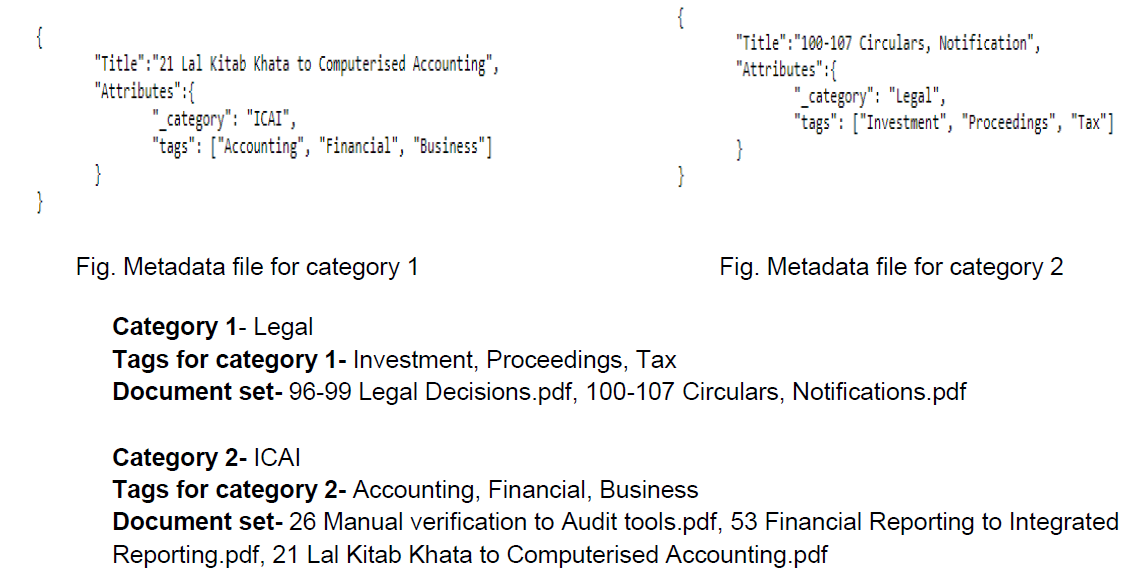 {
"Title":"21 Lal Kitab Khata to Computerised Accounting",
"Attributes":{
"_category": "ICAI",
"tags": ["Accounting", "Financial", "Business"]
}
}
Fig. Metadata file for category 1
{
"Title":"100-107 Circulars, Notification",
"Attributes":{
"_category": "Legal",
"tags": ["Investment", "Proceedings", "Tax"]
}
}
Fig. Metadata file for category 2
Category 1- Legal
Tags for category 1- Investment, Proceedings, Tax
Document set- 96-99 Legal Decisions.pdf, 100-107 Circulars, Notifications.pdf
Category 2- ICAI
Tags for category 2- Accounting, Financial, Business
Document set- 26 Manual verification to Audit tools.pdf, 53 Financial Reporting to Integrated
Reporting.pdf, 21 Lal Kitab Khata to Computerised Accounting.pdf